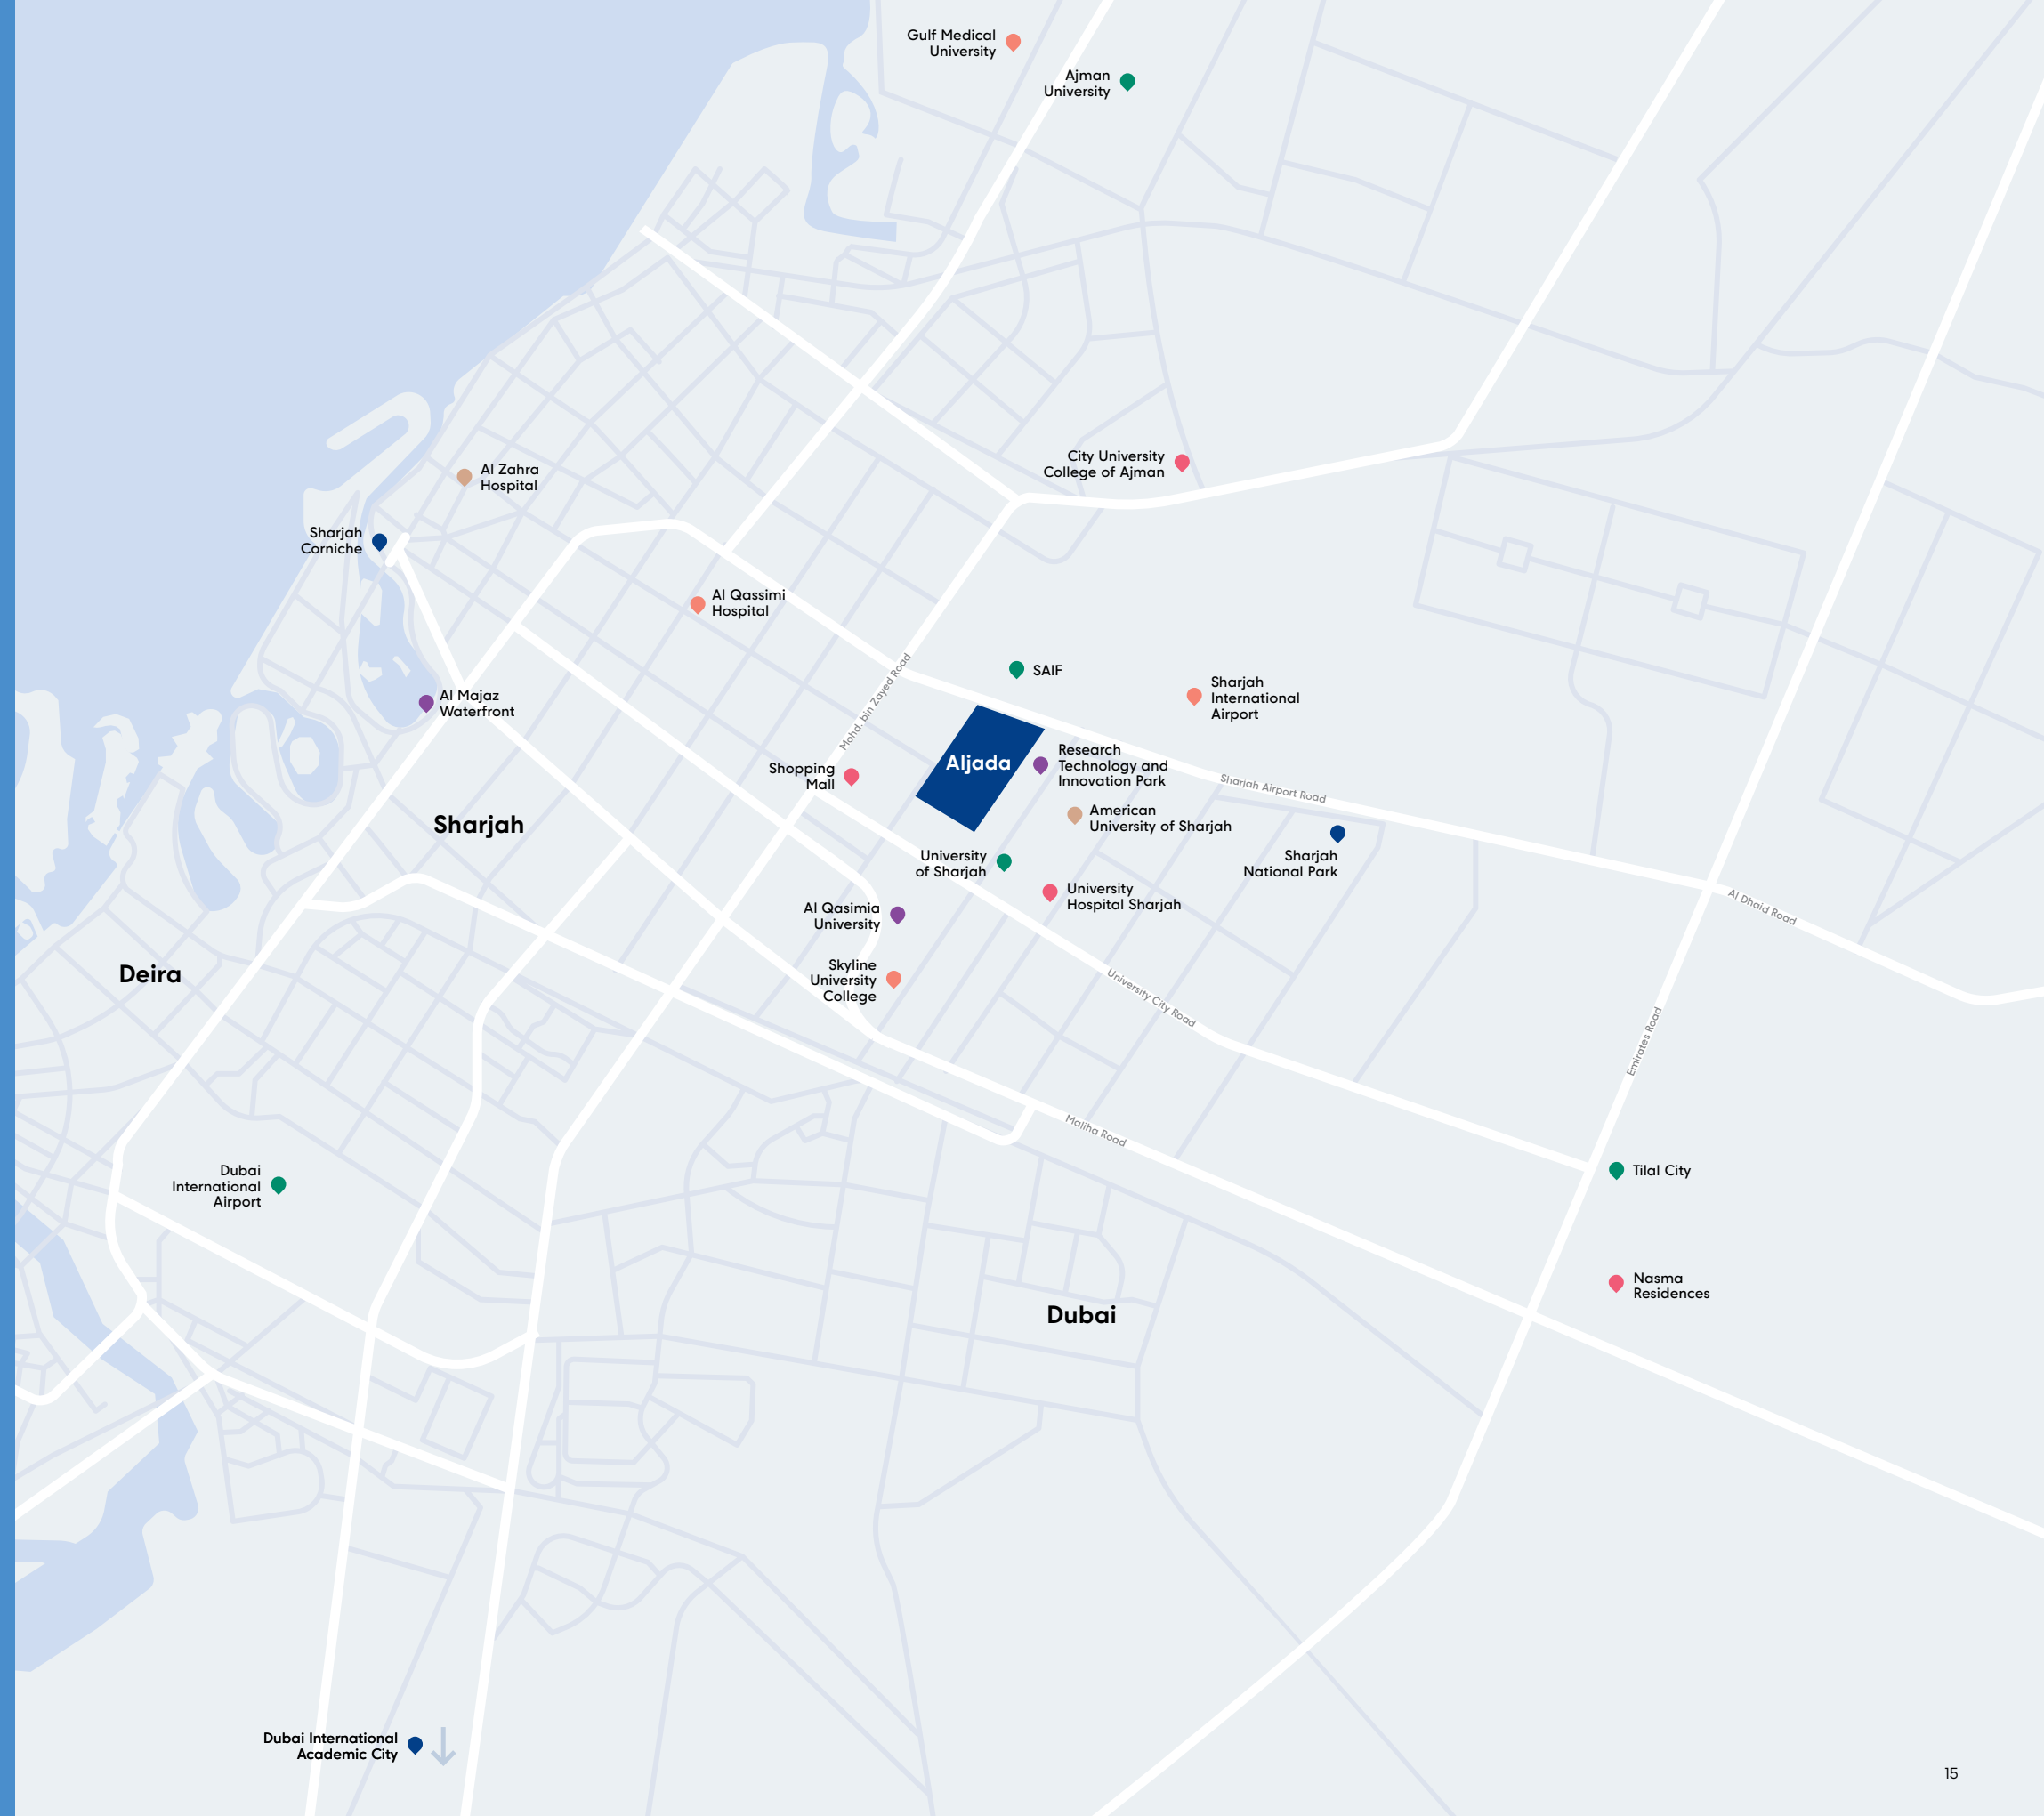 Gulf Medical
University
Ajman
University
City University
College of Ajman
Al Zahra
Hospital
Sharjah
Corniche
Al Qassimi
Hospital
Mohd. bin Zayed Road
SAIF
Sharjah
International
Airport
Al Majaz
Waterfront
Aljada
Research
Technology and
Innovation Park
Shopping
Mall
Sharjah Airport Road
Sharjah
American
University of Sharjah
University
of Sharjah
Sharjah
National Park
University
Hospital Sharjah
Al Dhaid Road
Al Qasimia
University
Deira
Skyline
University
College
University City Road
Emirates Road
Maliha Road
Dubai
International
Airport
Tilal City
Nasma
Residences
Dubai
Dubai International
Academic City
15